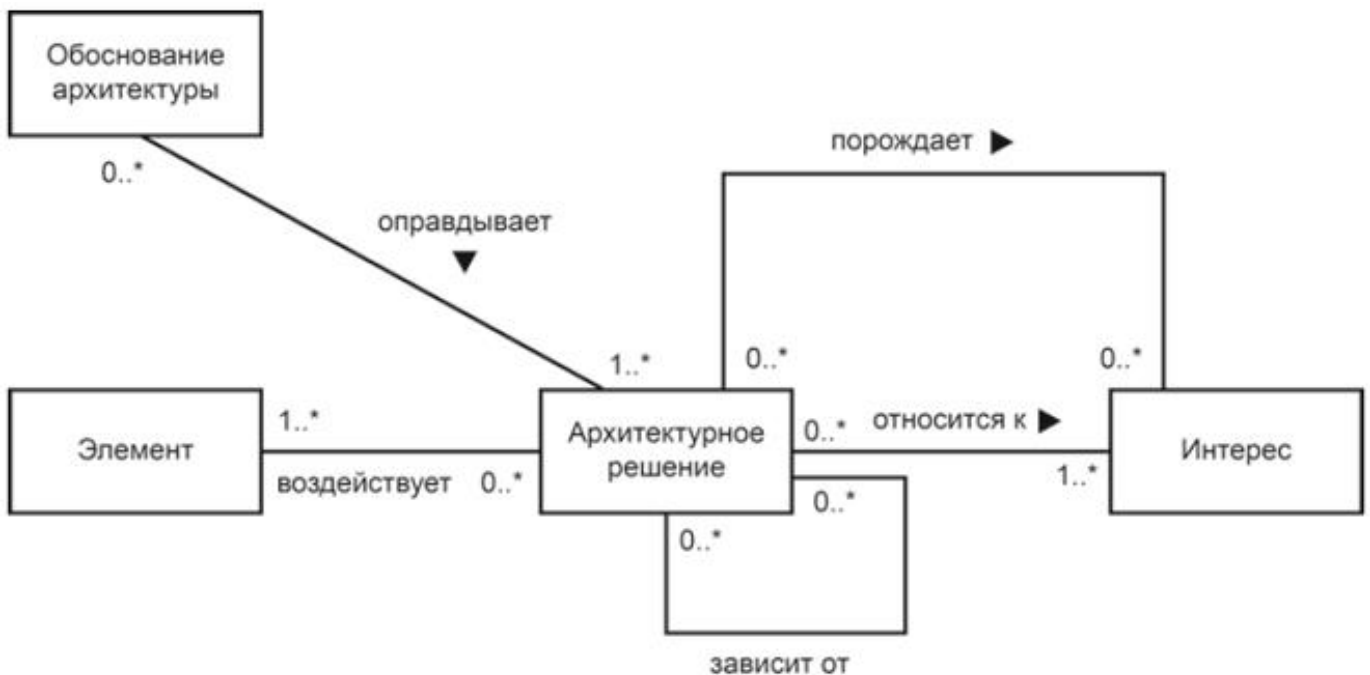 Обоснование
архитектуры
0..*
порождает ►
оправдывает
▼
1..*
0..*
0..*
Элемент
1..*
воздействует
0..*
Архитектурное
решение
0..*
относится к ►
1..*
Интерес
0..*
0..*
зависит от